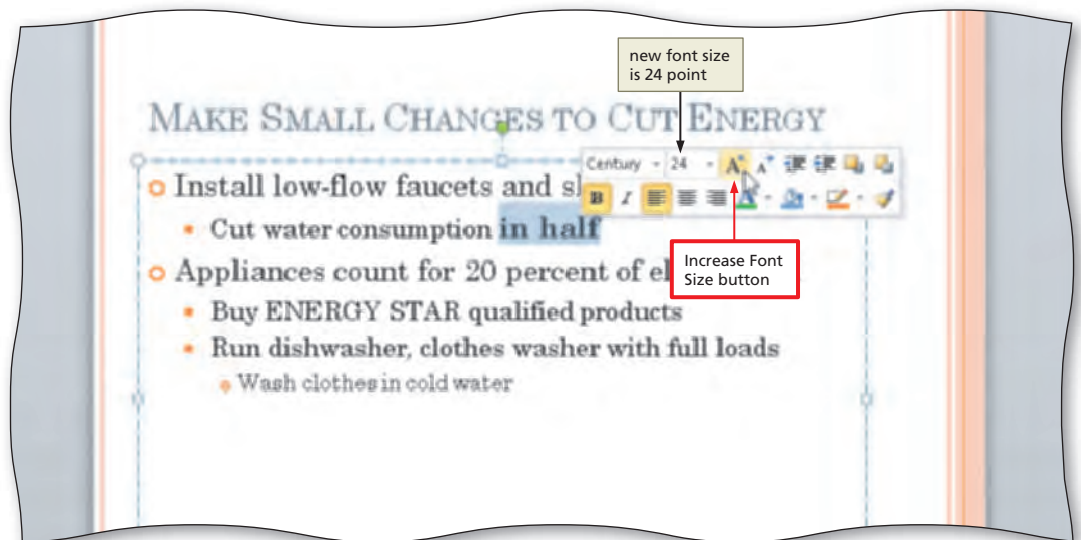 new font size
is 24 point
MAKE SMALL CHANGES TO CUT ENERGY
Century 24 A A
Install low-flow faucets and
B I A
Cut water consumption in half
Increase Font
Size button
Appliances count for 20 percent of
Buy ENERGY STAR qualified products
Run dishwasher, clothes washer with full loads
Wash clothes in cold water